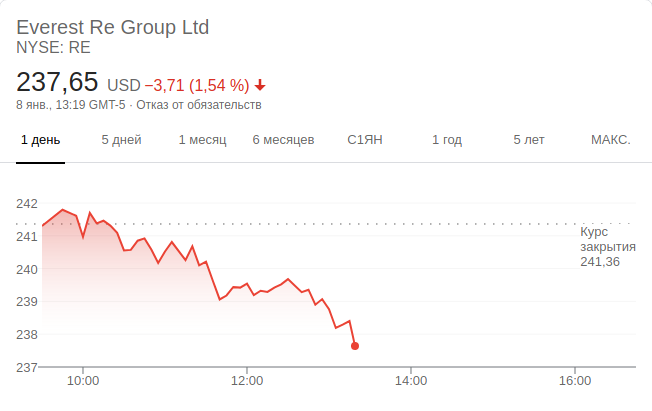 Everest Re Group Ltd
NYSE: RE
237,65 USD −3,71 (1,54 %)
8 янв., 13:19 GMT-5 · Отказ от обязательств
1 день 5 дней 1 месяц 6 месяцев С1ЯН 1 год 5 лет МАКС.
242
241
240
239
238
237
Курс
закрытия
241,36
10:00 12:00 14:00 16:00